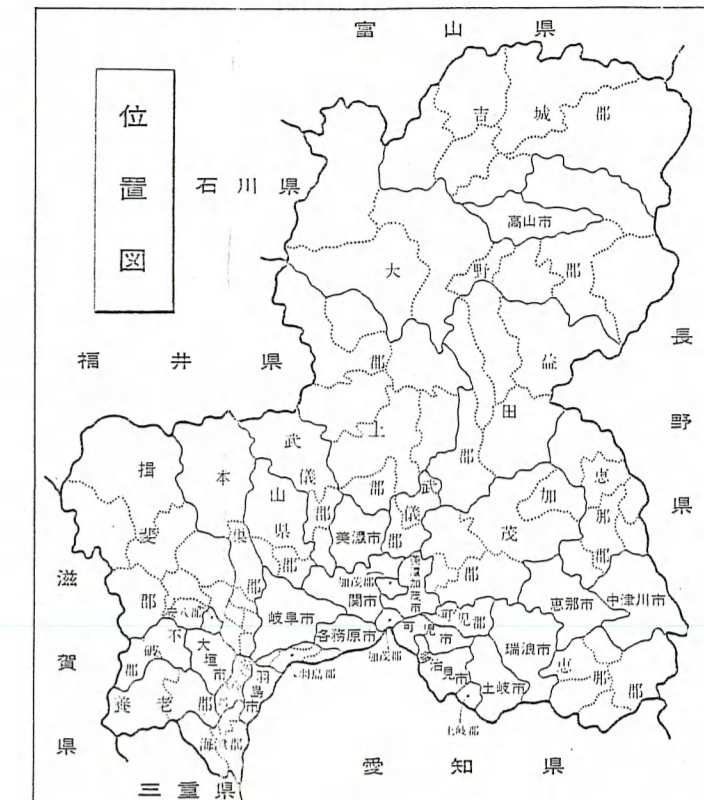 富山県
位置図
石川県
福井県
滋賀県
三重県
愛知県
長野県
吉城郡
高山市
大野郡
益田郡
郡上郡
武儀郡
武儀郡
山県郡
本巣郡
揖斐郡
美濃市
加茂郡
恵那郡
美濃加茂市
加茂郡
関市
岐阜市
各務原市
加茂郡
可児郡
可児市
恵那市
中津川市
瑞浪市
多治見市
土岐市
土岐郡
恵那郡
安八郡
不破郡
大垣市
養老郡
羽島市
羽島郡
海津郡